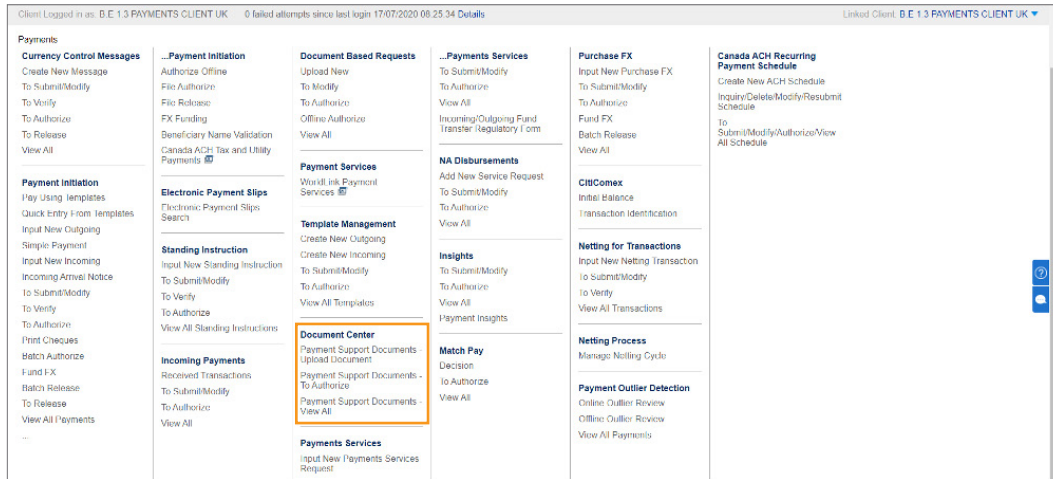 Client Logged in as: B.E 1.3 PAYMENTS CLIENT UK 0 failed attempts since last login 17/07/2020 08.25.34 Details Linked Client: B.E 1.3 PAYMENTS CLIENT UK
Payments
Currency Control Messages
Create New Message
To Submit/Modify
To Verify
To Authorize
To Release
View All
Payment Initiation
Pay Using Templates
Quick Entry From Templates
Input New Outgoing
Simple Payment
Input New Incoming
Incoming Arrival Notice
To Submit/Modify
To Verify
To Authorize
Print Cheques
Batch Authorize
Fund FX
Batch Release
To Release
View All Payments
...
...Payment Initiation
Authorize Offline
File Authorize
File Release
FX Funding
Beneficiary Name Validation
Canada ACH Tax and Utility
Payments
Electronic Payment Slips
Electronic Payment Slips
Search
Standing Instruction
Input New Standing Instruction
To Submit/Modify
To Verify
To Authorize
View All Standing Instructions
Incoming Payments
Received Transactions
To Submit/Modify
To Authorize
View All
Document Based Requests
Upload New
To Modify
To Authorize
Offline Authorize
View All
Payment Services
WorldLink Payment
Services
Template Management
Create New Outgoing
Create New Incoming
To Submit/Modify
To Authorize
View All Templates
Document Center
Payment Support Documents -
Upload Document
Payment Support Documents -
To Authorize
Payment Support Documents -
View All
Payments Services
Input New Payments Services
Request
...Payments Services
To Submit/Modify
To Authorize
View All
Incoming/Outgoing Fund
Transfer Regulatory Form
NA Disbursements
Add New Service Request
To Submit/Modify
To Authorize
View All
Insights
To Submit/Modify
To Authorize
View All
Payment Insights
Match Pay
Decision
To Authorize
View All
Purchase FX
Input New Purchase FX
To Submit/Modify
To Authorize
Fund FX
Batch Release
View All
CitiComex
Initial Balance
Transaction Identification
Netting for Transactions
Input New Netting Transaction
To Submit/Modify
To Verify
View All Transactions
Netting Process
Manage Netting Cycle
Payment Outlier Detection
Online Outlier Review
Offline Outlier Review
View All Payments
Canada ACH Recurring
Payment Schedule
Create New ACH Schedule
Inquiry/Delete/Modify/Resubmit
Schedule
To
Submit/Modify/Authorize/View
All Schedule